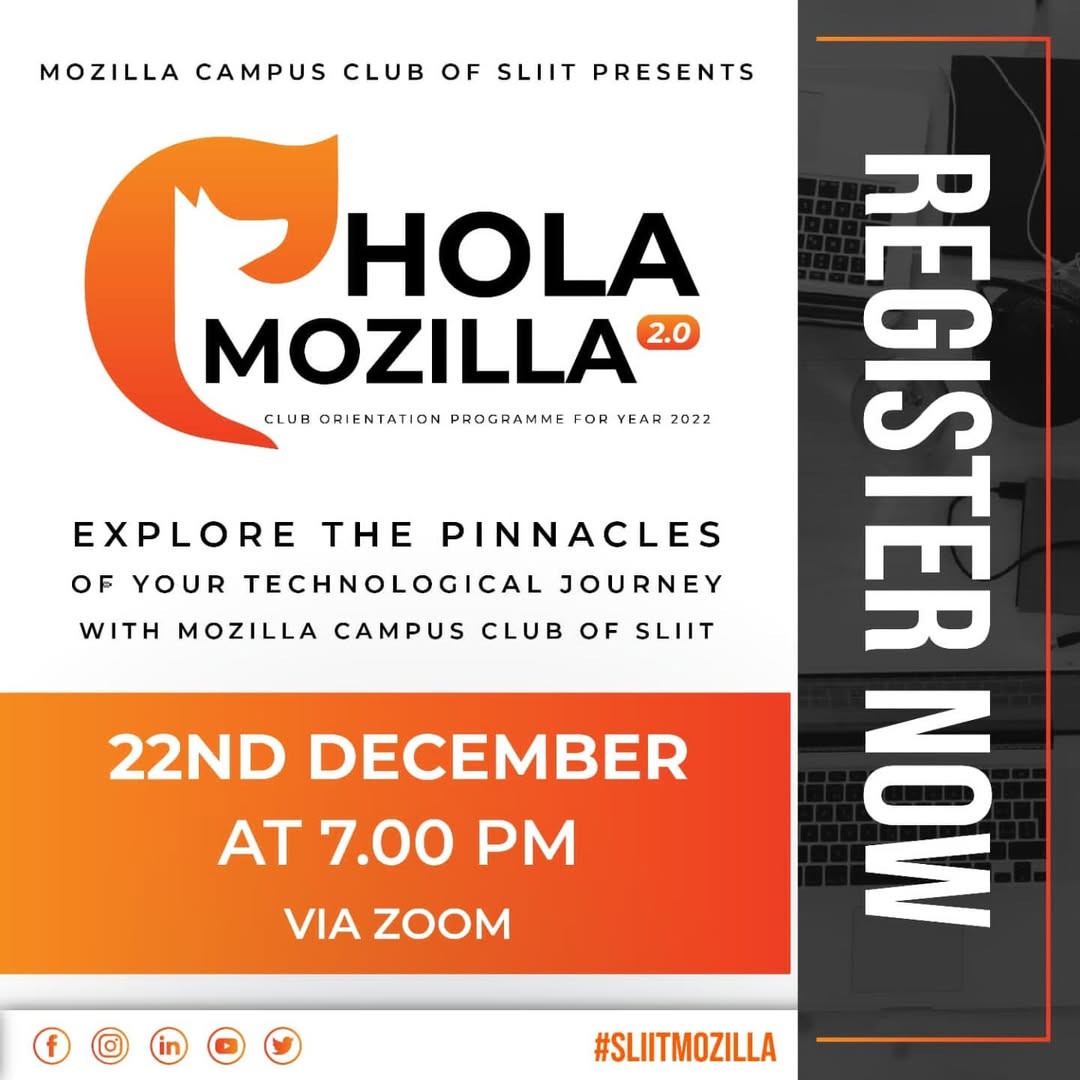 MOZILLA CAMPUS CLUB OF SLIIT PRESENTS
HOLA
MOZILLA 2.0
CLUB ORIENTATION PROGRAMME FOR YEAR 2022
EXPLORE THE PINNACLES
OF YOUR TECHNOLOGICAL JOURNEY
WITH MOZILLA CAMPUS CLUB OF SLIIT
22ND DECEMBER
AT 7.00 PM
VIA ZOOM
#SLIITMOZILLA
REGISTER NOW